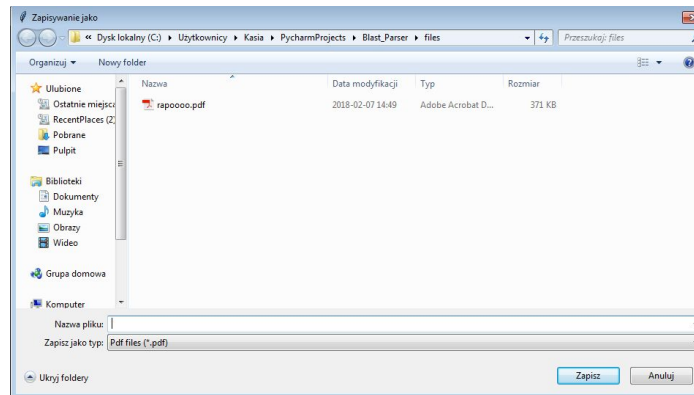 Zapisywanie jako
« Dysk lokalny (C:) ▸ Użytkownicy ▸ Kasia ▸ PycharmProjects ▸ Blast_Parser ▸ files
Przeszukaj: files
Organizuj
Nowy folder
Nazwa
Data modyfikacji
Typ
Rozmiar
rapoooo.pdf
2018-02-07 14:49
Adobe Acrobat D...
371 KB
Ulubione
Ostatnie miejsca
RecentPlaces (2)
Pobrane
Pulpit
Biblioteki
Dokumenty
Muzyka
Obrazy
Wideo
Grupa domowa
Komputer
Nazwa pliku:
Zapisz jako typ: Pdf files (*.pdf)
Ukryj foldery
Zapisz
Anuluj